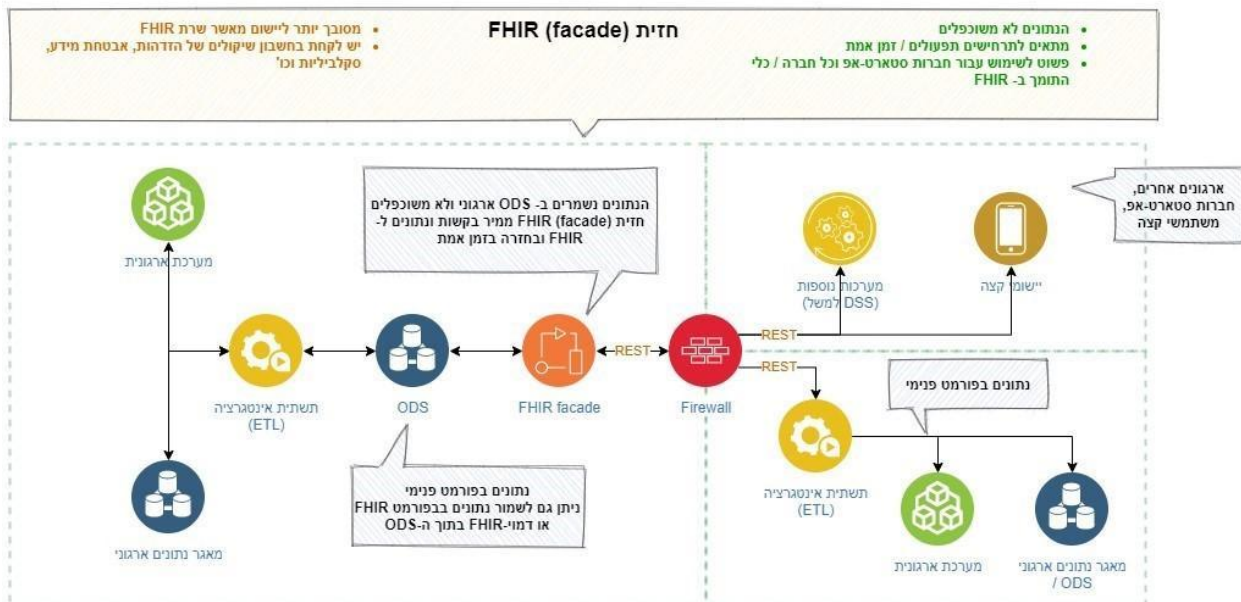 חזית FHIR (facade)
• הנתונים לא משוכפלים
• מתאים לתרחישים תפעולים / זמן אמת
• פשוט לשימוש עבור חברות סטארט-אפ וכל חברה / כלי
התומך ב- FHIR
• מסובך יותר ליישום מאשר שרת FHIR
• יש לקחת בחשבון שיקולים של הזדהות, אבטחת מידע,
סקלביליות וכו'
ארגונים אחרים,
חברות סטארט-אפ,
משתמשי קצה
הנתונים נשמרים ב- ODS ארגוני ולא משוכפלים
חזית FHIR (facade) ממיר בקשות ונתונים ל-
FHIR ובחזרה בזמן אמת
מערכת ארגונית
מערכות נוספות
(למשל DSS)
יישומי קצה
REST
REST
REST
תשתית אינטגרציה
(ETL)
ODS
FHIR facade
Firewall
נתונים בפורמט פנימי
נתונים בפורמט פנימי
ניתן גם לשמור נתונים בבפורמט FHIR
או דמוי-FHIR בתוך ה-ODS
מאגר נתונים ארגוני
תשתית אינטגרציה
(ETL)
מערכת ארגונית
מאגר נתונים ארגוני
/ ODS